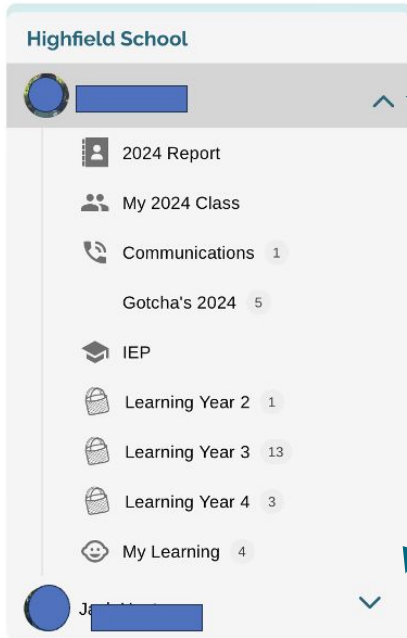 Highfield School
2024 Report
My 2024 Class
Communications 1
Gotcha's 2024 5
IEP
Learning Year 2 1
Learning Year 3 13
Learning Year 4 3
My Learning 4